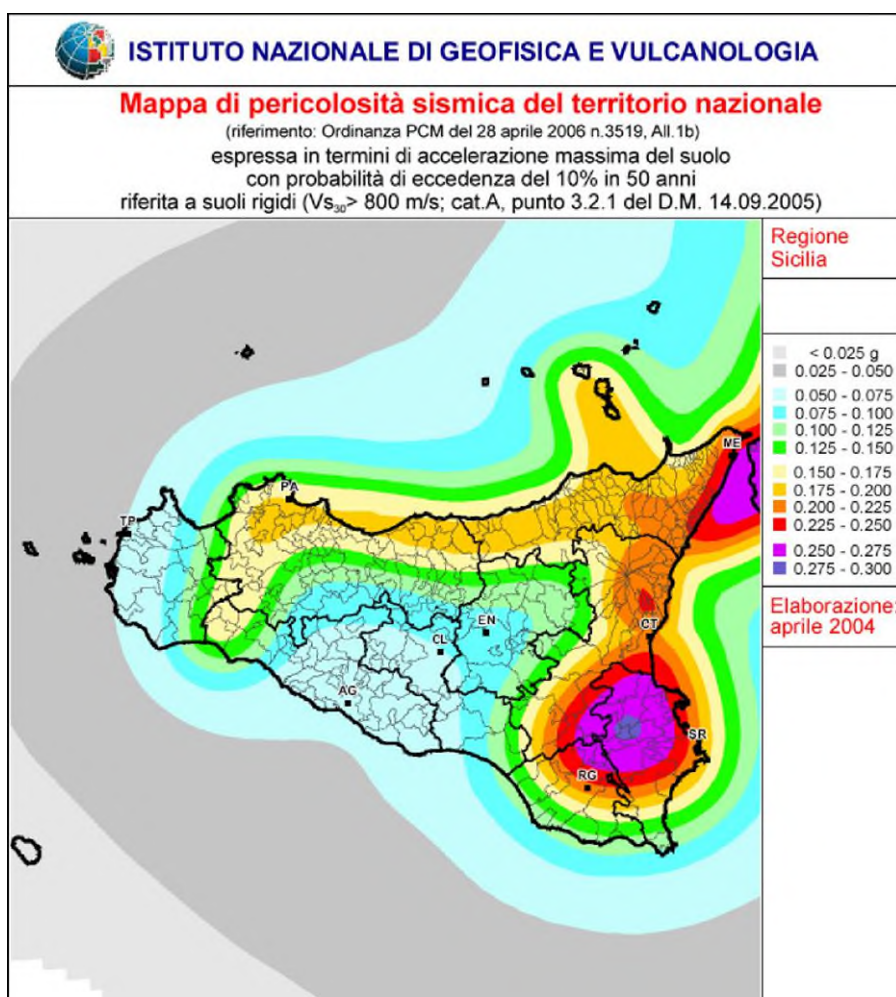 ISTITUTO NAZIONALE DI GEOFISICA E VULCANOLOGIA
Mappa di pericolosità sismica del territorio nazionale
(riferimento: Ordinanza PCM del 28 aprile 2006 n.3519, All.1b)
espressa in termini di accelerazione massima del suolo
con probabilità di eccedenza del 10% in 50 anni
riferita a suoli rigidi (Vs₃₀> 800 m/s; cat.A, punto 3.2.1 del D.M. 14.09.2005)
Regione
Sicilia
< 0.025 g
0.025 - 0.050
0.050 - 0.075
0.075 - 0.100
0.100 - 0.125
0.125 - 0.150
0.150 - 0.175
0.175 - 0.200
0.200 - 0.225
0.225 - 0.250
0.250 - 0.275
0.275 - 0.300
Elaborazione:
aprile 2004
ME
PA
TP
EN
CT
CL
AG
SR
RG